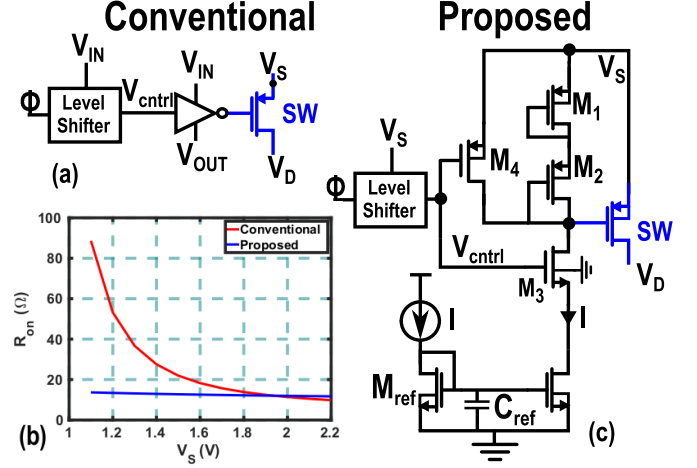 Conventional
Proposed
(a)
V_IN
Φ
Level
Shifter
V_cntrl
V_IN
V_OUT
V_S
SW
V_D
(b)
Conventional
Proposed
R_on (Ω)
100
80
60
40
20
0
1
1.2
1.4
1.6
1.8
2
2.2
V_S (V)
V_S
M_1
M_2
M_4
V_S
Φ
Level
Shifter
V_cntrl
SW
V_D
M_3
I
I
M_ref
C_ref
(c)